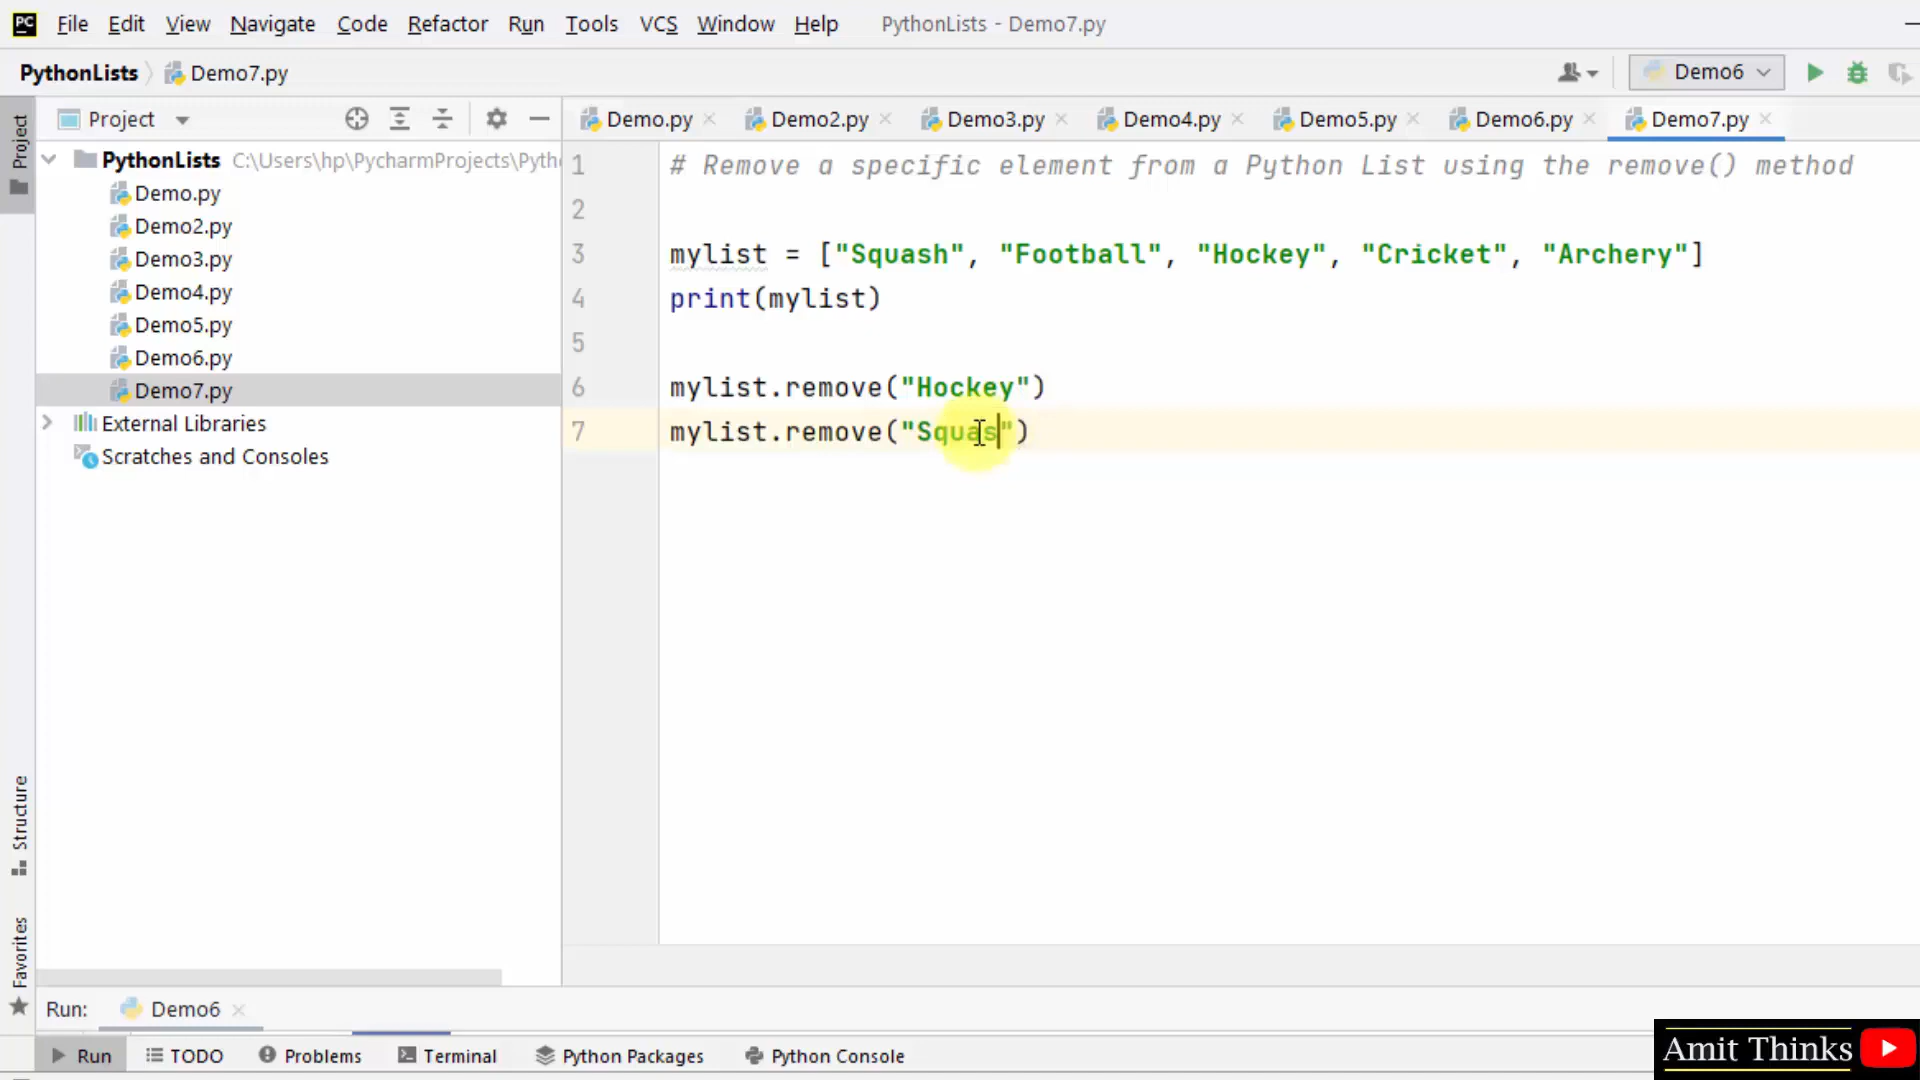 File Edit View Navigate Code Refactor Run Tools VCS Window Help PythonLists - Demo7.py
PythonLists Demo7.py Demo6
Project
Project
Demo.py Demo2.py Demo3.py Demo4.py Demo5.py Demo6.py Demo7.py
PythonLists C:\Users\hp\PycharmProjects\Pyth
Demo.py
Demo2.py
Demo3.py
Demo4.py
Demo5.py
Demo6.py
Demo7.py
External Libraries
Scratches and Consoles
1 # Remove a specific element from a Python List using the remove() method
2
3 mylist = ["Squash", "Football", "Hockey", "Cricket", "Archery"]
4 print(mylist)
5
6 mylist.remove("Hockey")
7 mylist.remove("Squas")
Structure
Favorites
Run: Demo6
Run TODO Problems Terminal Python Packages Python Console
Amit Thinks